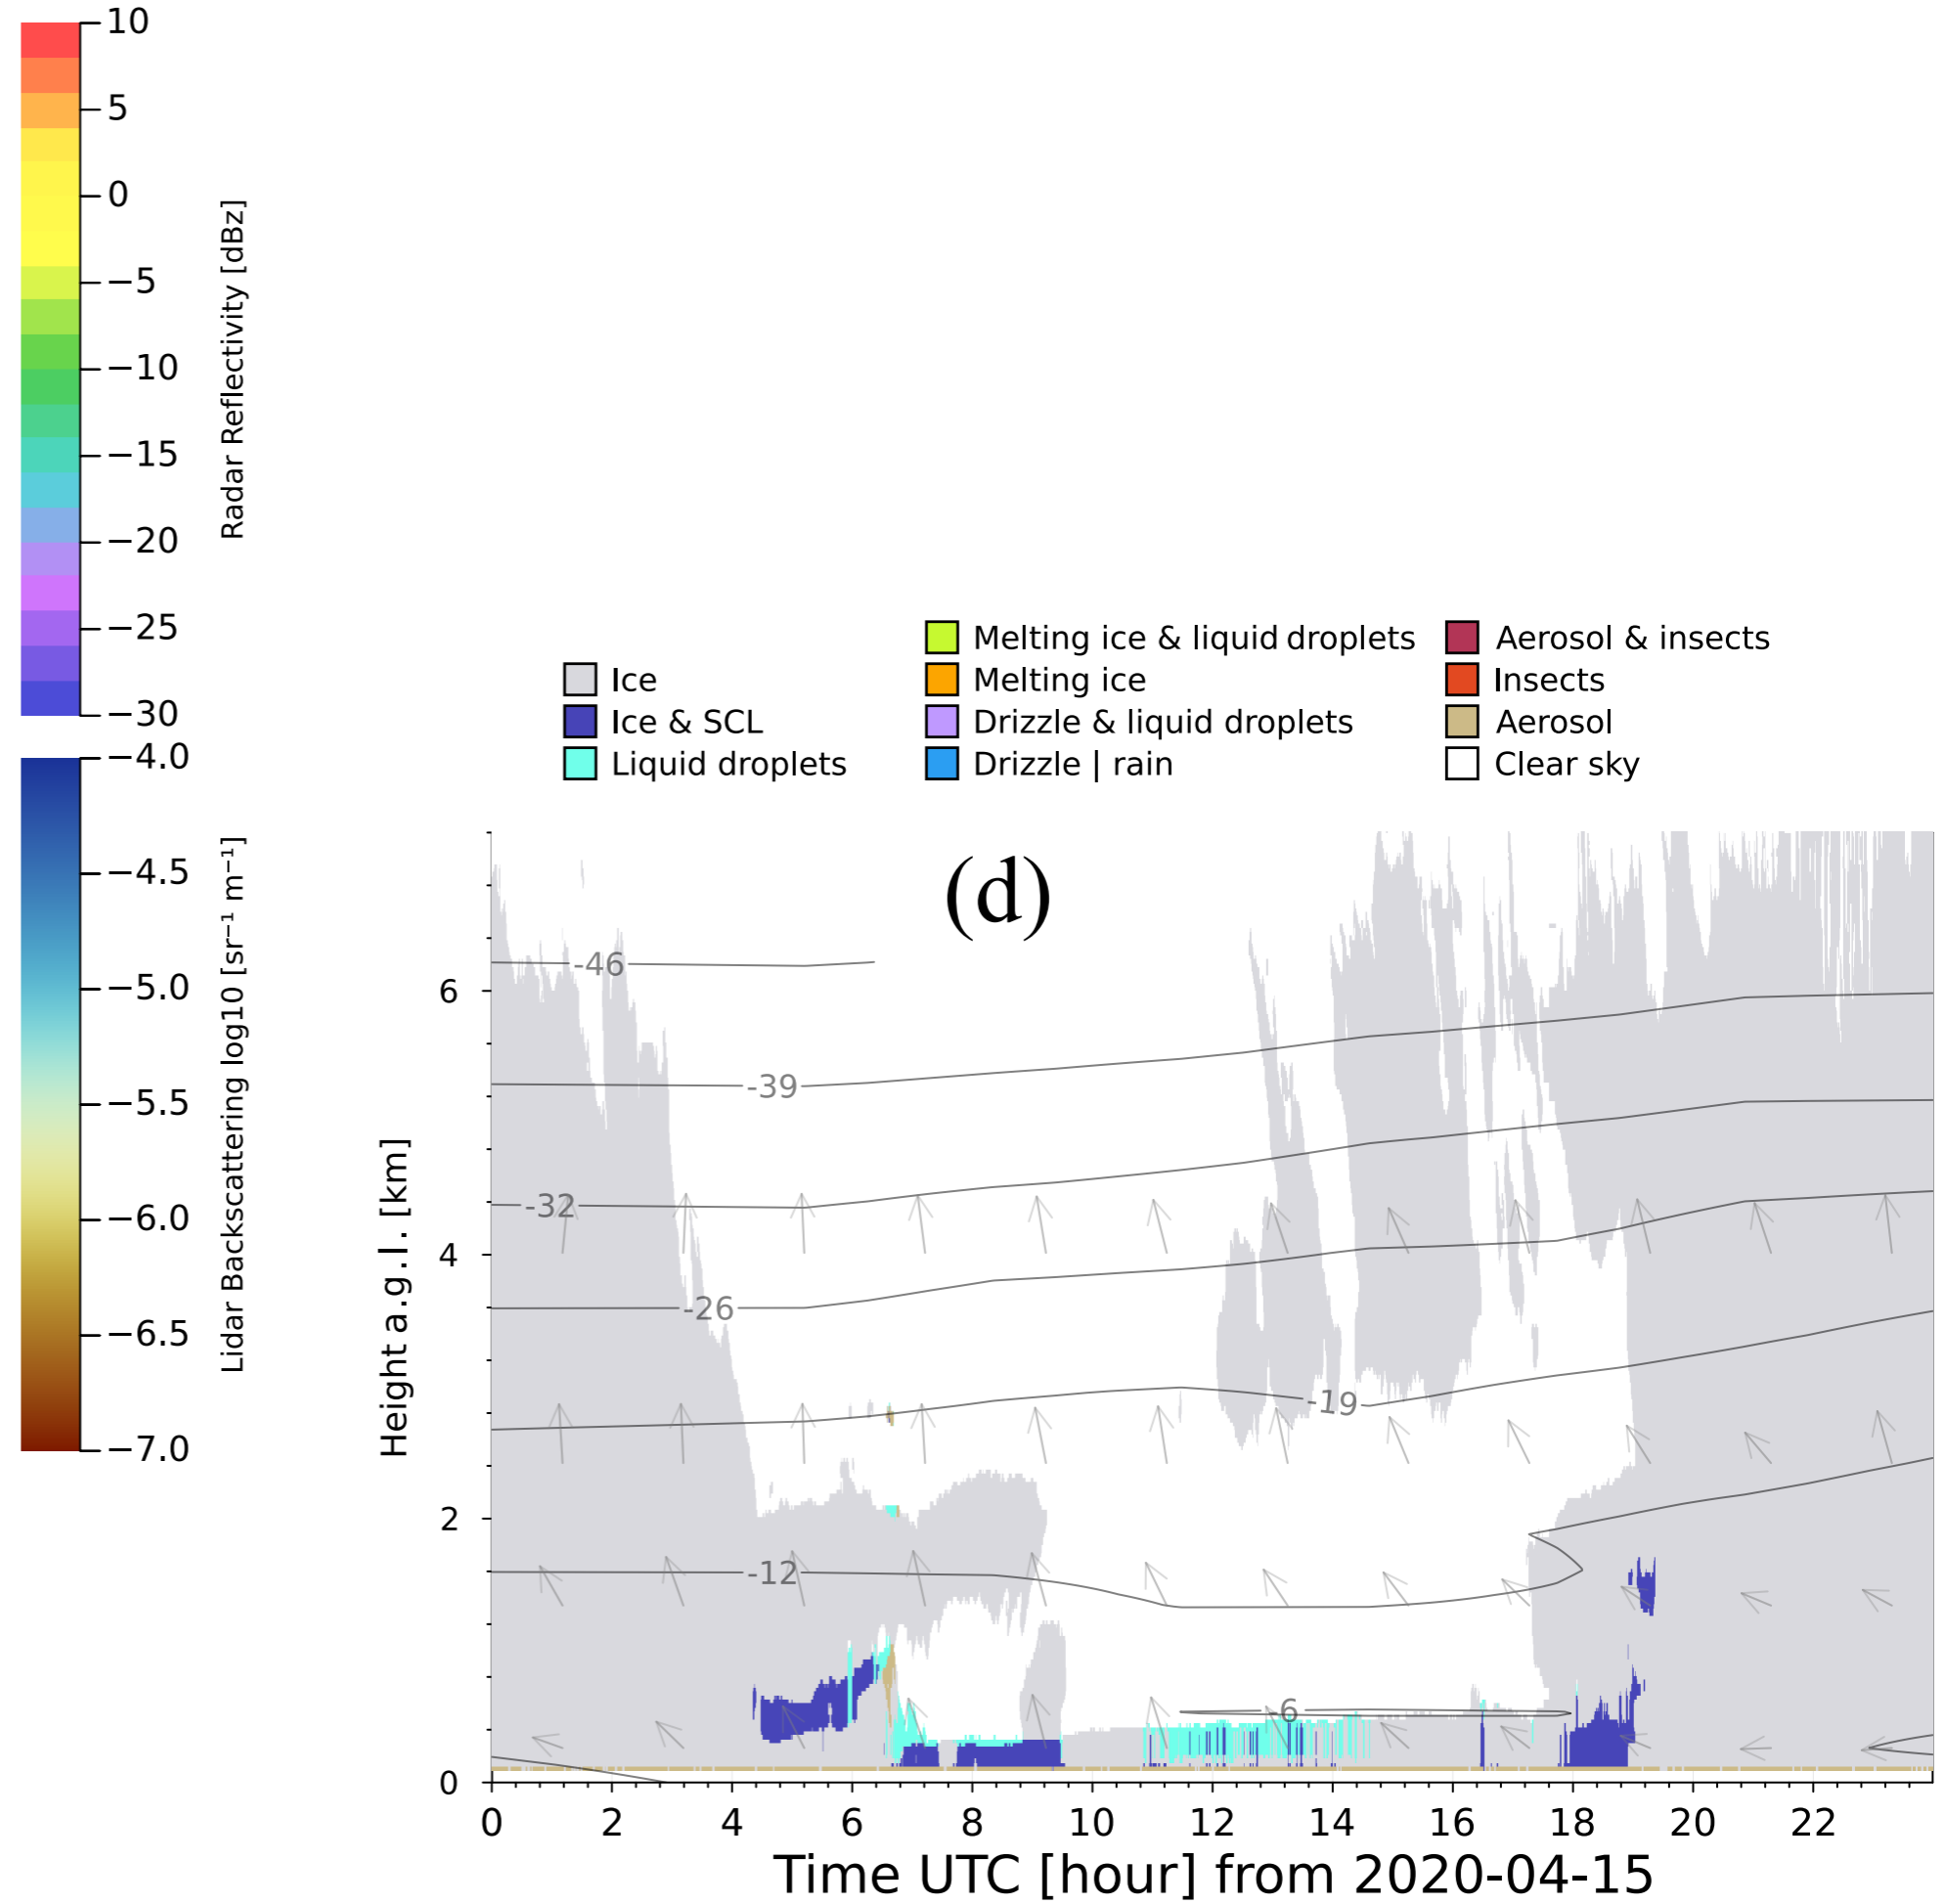 10
5
0
−5
−10
−15
−20
−25
−30
Radar Reflectivity [dBz]
−4.0
−4.5
−5.0
−5.5
−6.0
−6.5
−7.0
Lidar Backscattering log10 [sr⁻¹ m⁻¹]
Ice
Ice & SCL
Liquid droplets
Melting ice & liquid droplets
Melting ice
Drizzle & liquid droplets
Drizzle | rain
Aerosol & insects
Insects
Aerosol
Clear sky
(d)
Height a.g.l. [km]
6
4
2
0
-46
-39
-32
-26
-19
-12
-6
0 2 4 6 8 10 12 14 16 18 20 22
Time UTC [hour] from 2020-04-15